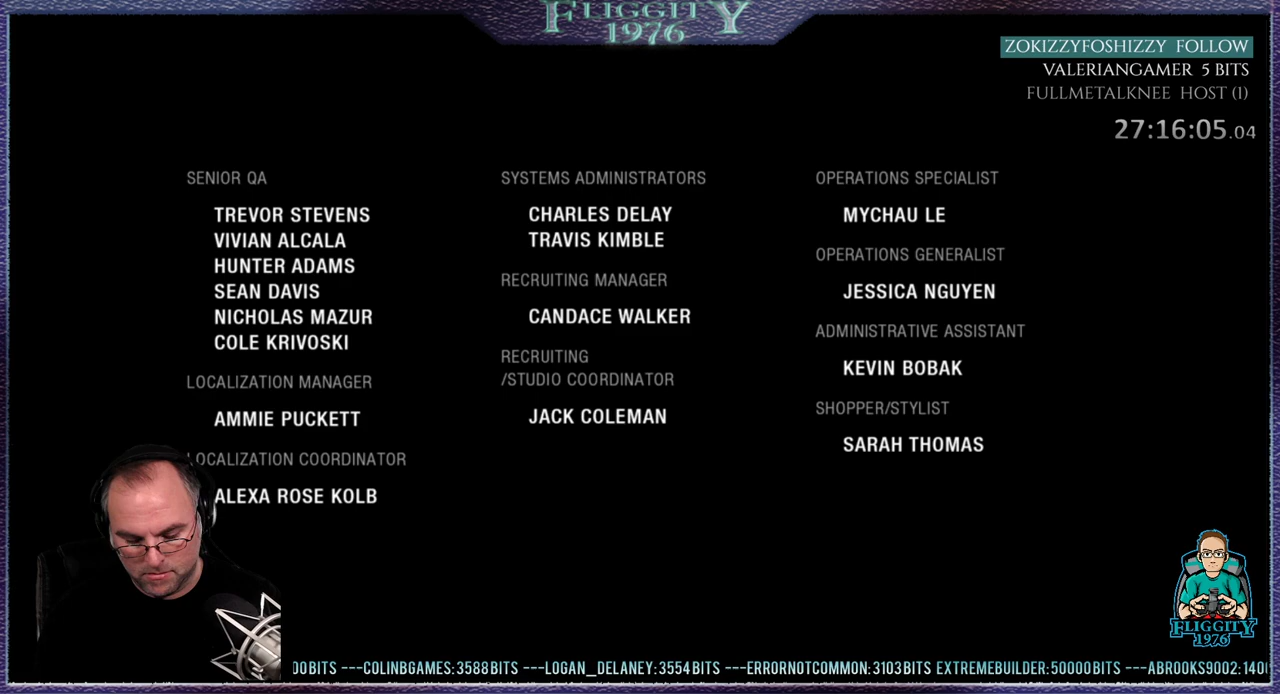 FLIGGITY
1976
ZOKIZZYFOSHIZZY FOLLOW
VALERIANGAMER 5 BITS
FULLMETALKNEE HOST (1)
27:16:05.04
SENIOR QA
TREVOR STEVENS
VIVIAN ALCALA
HUNTER ADAMS
SEAN DAVIS
NICHOLAS MAZUR
COLE KRIVOSKI
LOCALIZATION MANAGER
AMMIE PUCKETT
LOCALIZATION COORDINATOR
ALEXA ROSE KOLB
SYSTEMS ADMINISTRATORS
CHARLES DELAY
TRAVIS KIMBLE
RECRUITING MANAGER
CANDACE WALKER
RECRUITING
/STUDIO COORDINATOR
JACK COLEMAN
OPERATIONS SPECIALIST
MYCHAU LE
OPERATIONS GENERALIST
JESSICA NGUYEN
ADMINISTRATIVE ASSISTANT
KEVIN BOBAK
SHOPPER/STYLIST
SARAH THOMAS
FLIGGITY
1976
00BITS ---COLINBGAMES:3588BITS ---LOGAN_DELANEY:3554BITS ---ERRORNOTCOMMON:3103BITS EXTREMEBUILDER:50000BITS ---ABROOKS9002:140